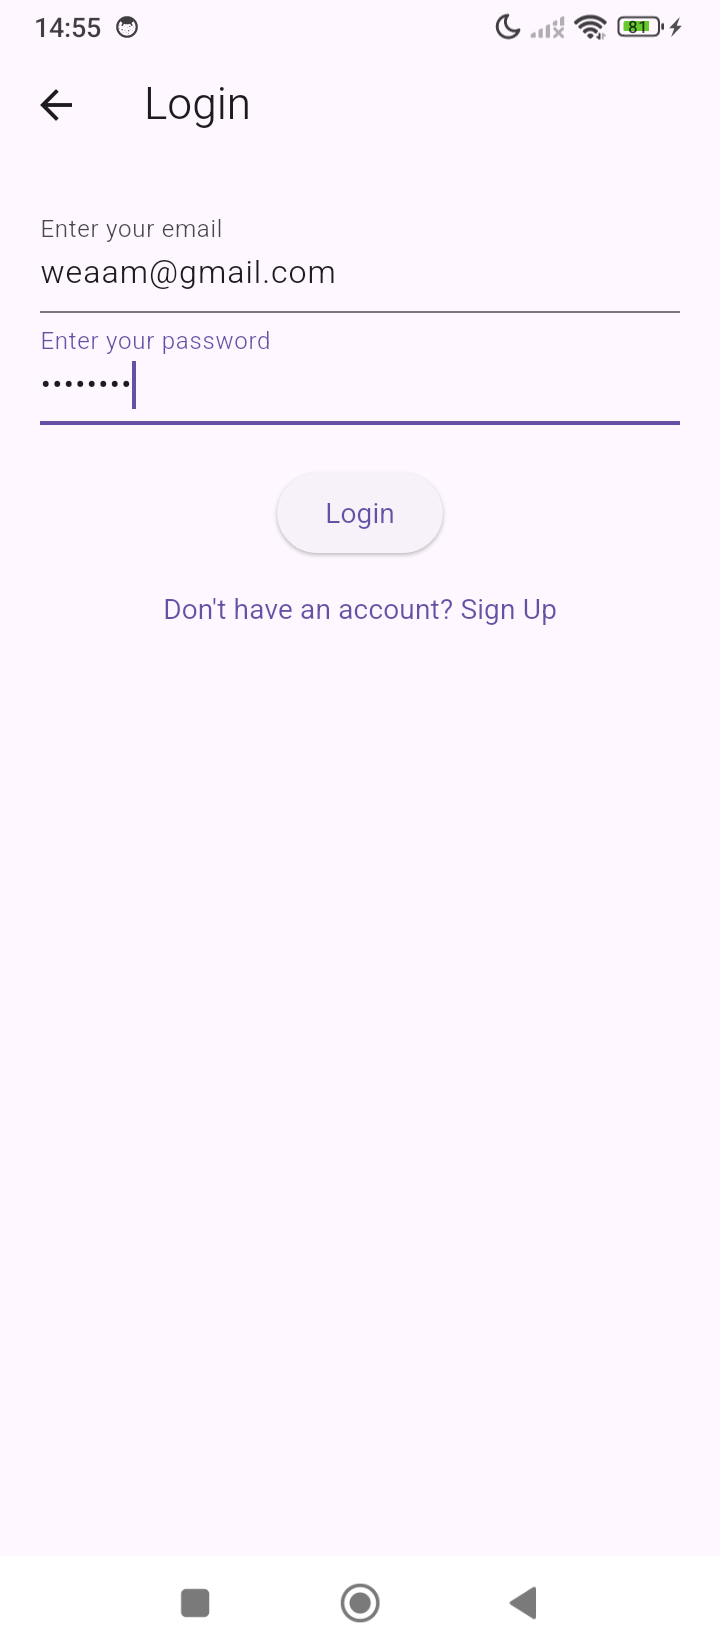 14:55
81
Login
Enter your email
weaam@gmail.com
Enter your password
••••••••
Login
Don't have an account? Sign Up